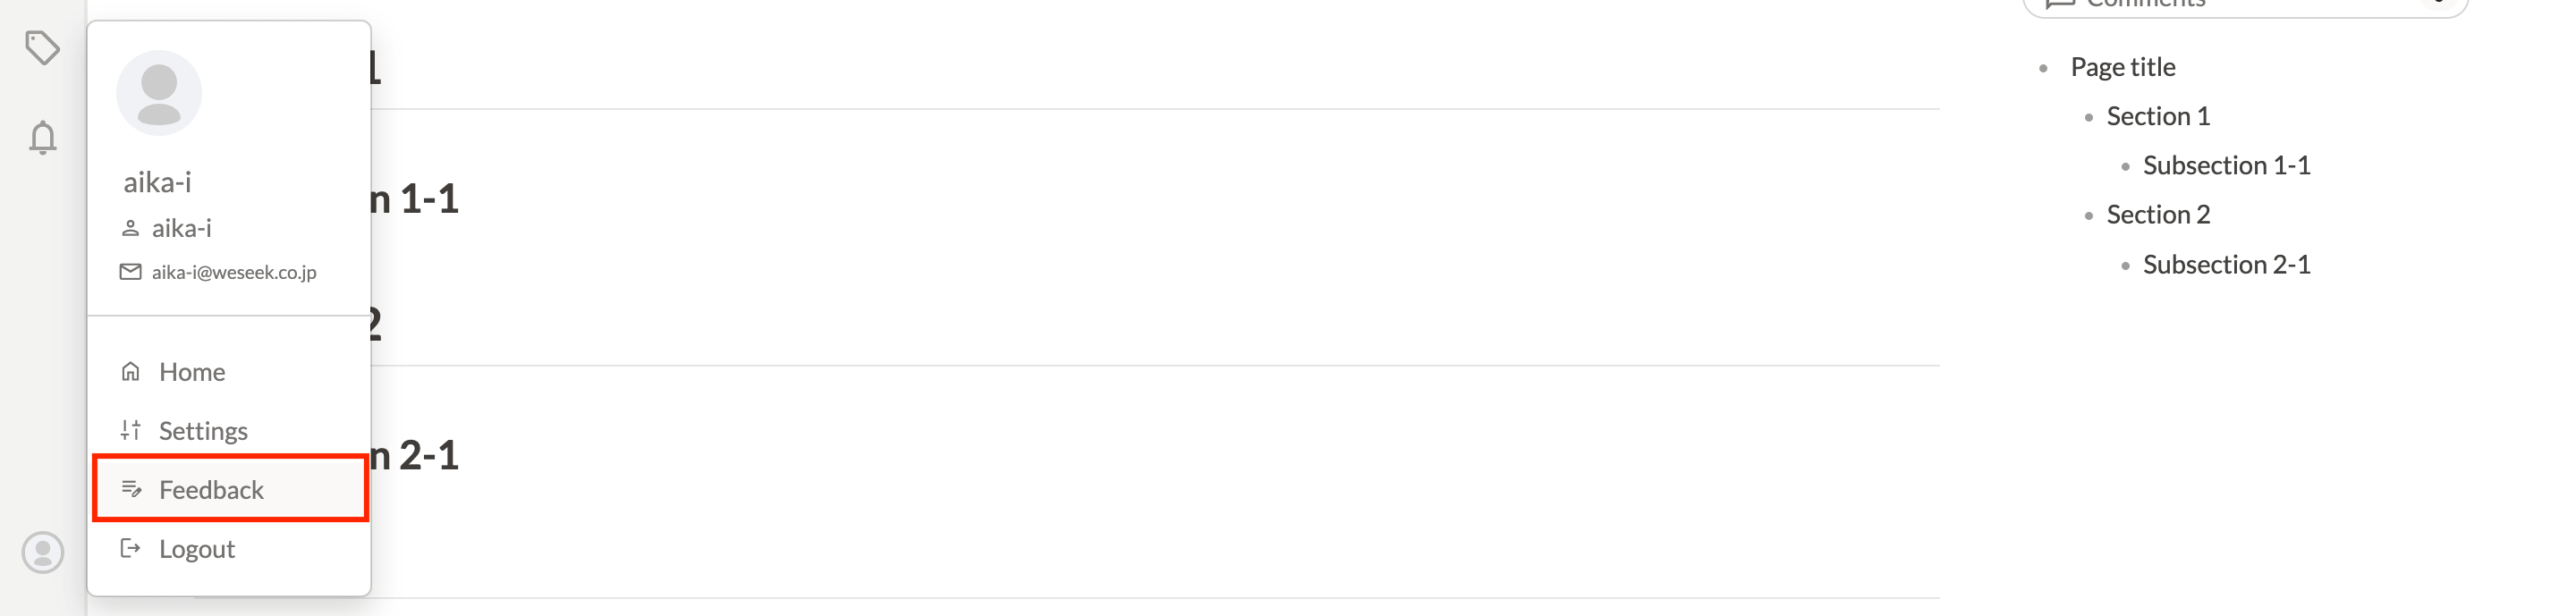 aika-i
aika-i
aika-i@weseek.co.jp
Home
Settings
Feedback
Logout
1
n 1-1
2
n 2-1
Comments
Page title
Section 1
Subsection 1-1
Section 2
Subsection 2-1